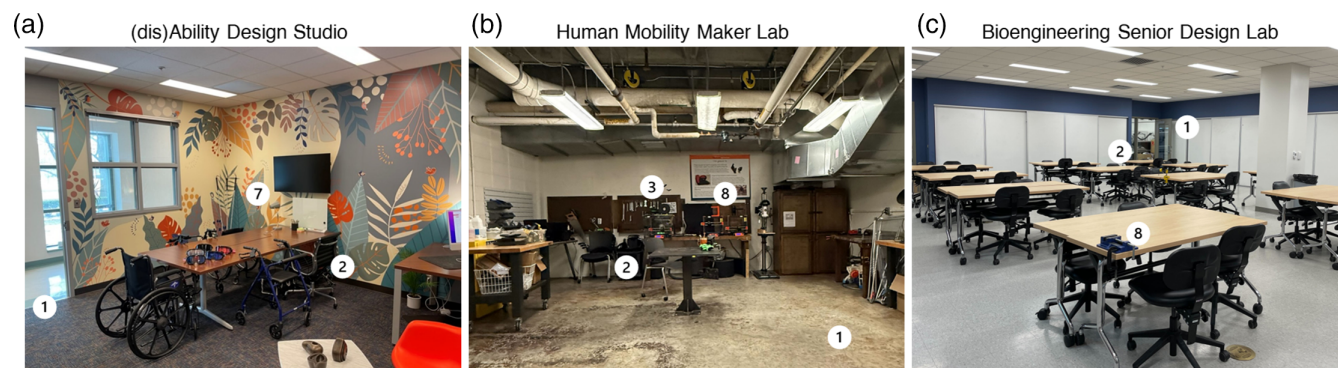 (a)
(dis)Ability Design Studio
(b)
Human Mobility Maker Lab
(c)
Bioengineering Senior Design Lab
7
2
1
3
8
2
1
1
2
8